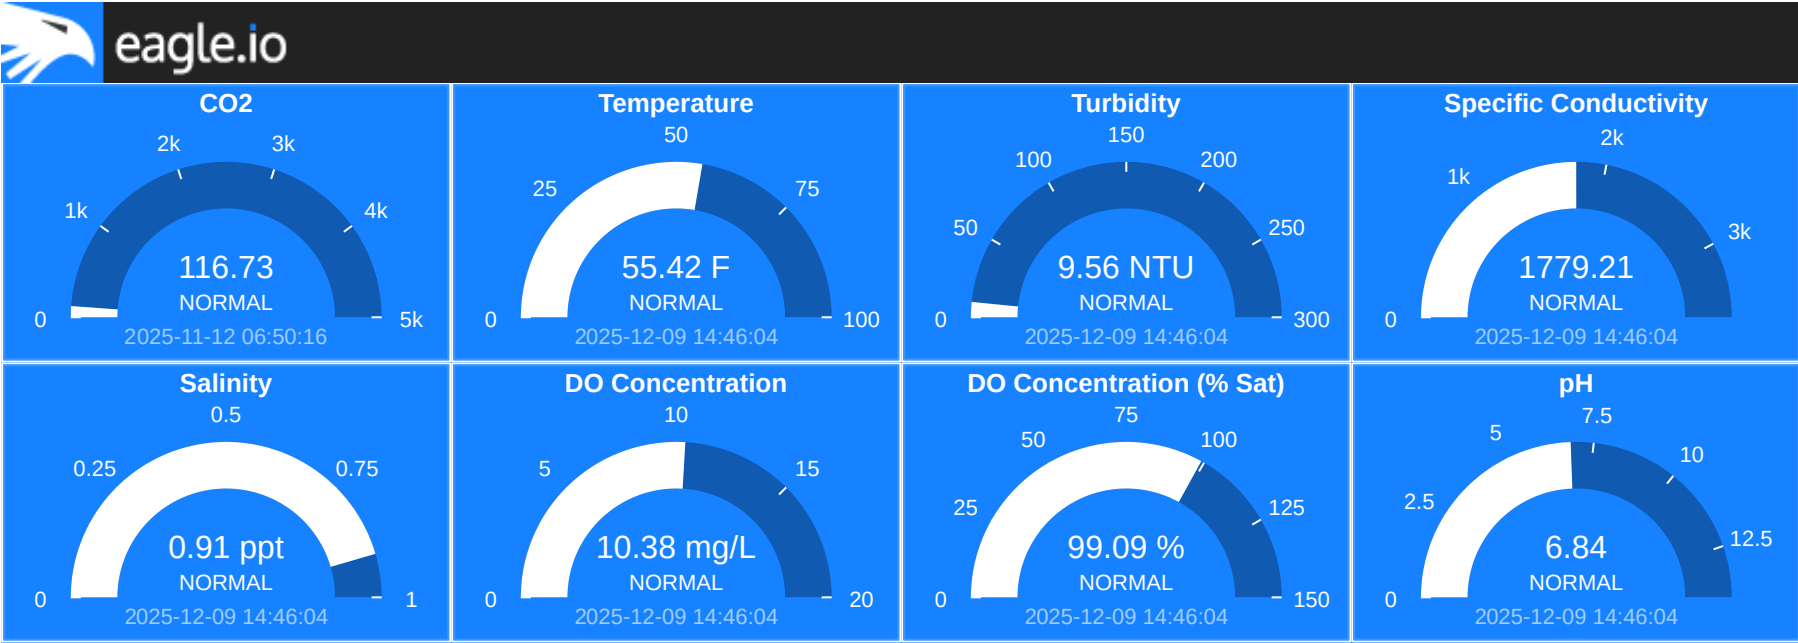 eagle.io
CO2
0
1k
2k
3k
4k
5k
116.73
NORMAL
2025-11-12 06:50:16
Temperature
0
25
50
75
100
55.42 F
NORMAL
2025-12-09 14:46:04
Turbidity
0
50
100
150
200
250
300
9.56 NTU
NORMAL
2025-12-09 14:46:04
Specific Conductivity
0
1k
2k
3k
1779.21
NORMAL
2025-12-09 14:46:04
Salinity
0
0.25
0.5
0.75
1
0.91 ppt
NORMAL
2025-12-09 14:46:04
DO Concentration
0
5
10
15
20
10.38 mg/L
NORMAL
2025-12-09 14:46:04
DO Concentration (% Sat)
0
25
50
75
100
125
150
99.09 %
NORMAL
2025-12-09 14:46:04
pH
0
2.5
5
7.5
10
12.5
6.84
NORMAL
2025-12-09 14:46:04